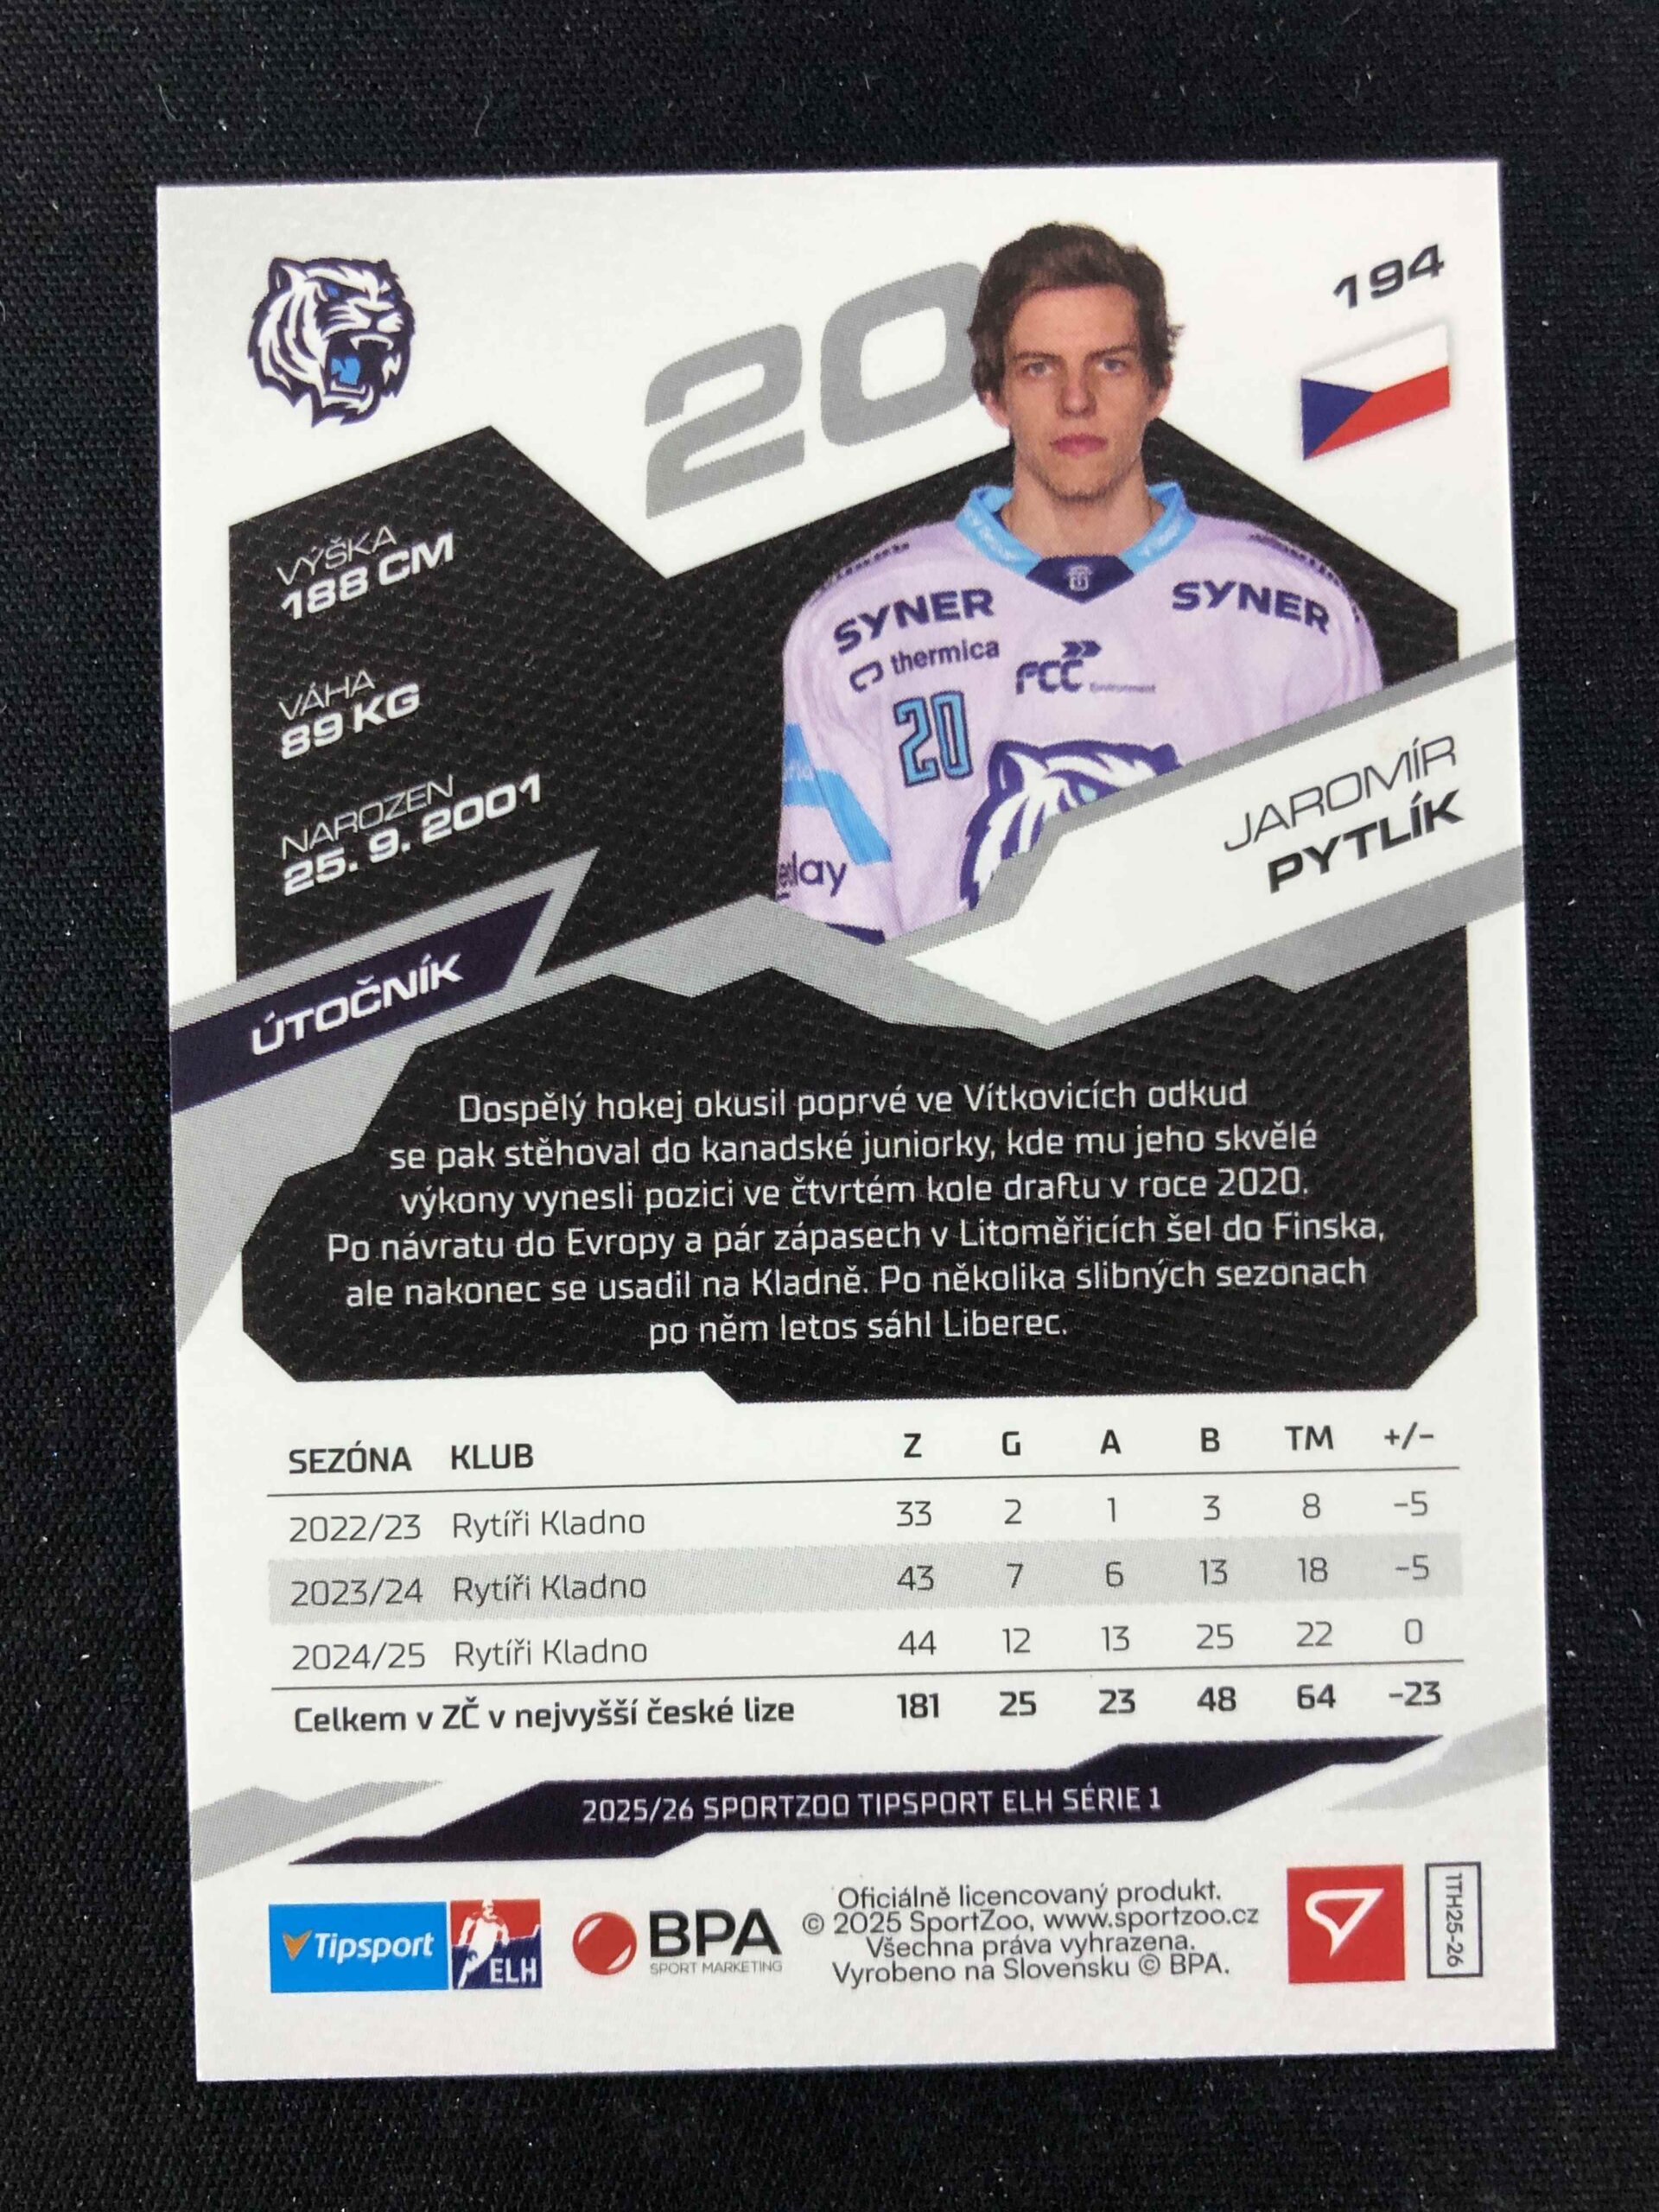 20
194
VÝŠKA
188 CM
VÁHA
89 KG
NAROZEN
25. 9. 2001
SYNER
SYNER
thermica
FCC
Environment
20
JAROMÍR
PYTLÍK
ÚTOČNÍK
Dospělý hokej okusil poprvé ve Vítkovicích odkud
se pak stěhoval do kanadské juniorky, kde mu jeho skvělé
výkony vynesli pozici ve čtvrtém kole draftu v roce 2020.
Po návratu do Evropy a pár zápasech v Litoměřicích šel do Finska,
ale nakonec se usadil na Kladně. Po několika slibných sezonach
po něm letos sáhl Liberec.
SEZÓNA KLUB Z G A B TM +/-
2022/23 Rytíři Kladno 33 2 1 3 8 -5
2023/24 Rytíři Kladno 43 7 6 13 18 -5
2024/25 Rytíři Kladno 44 12 13 25 22 0
Celkem v ZČ v nejvyšší české lize 181 25 23 48 64 -23
2025/26 SPORTZOO TIPSPORT ELH SÉRIE 1
Tipsport
ELH
BPA
SPORT MARKETING
Oficiálně licencovaný produkt.
© 2025 SportZoo, www.sportzoo.cz
Všechna práva vyhrazena.
Vyrobeno na Slovensku © BPA.
1TH25-26